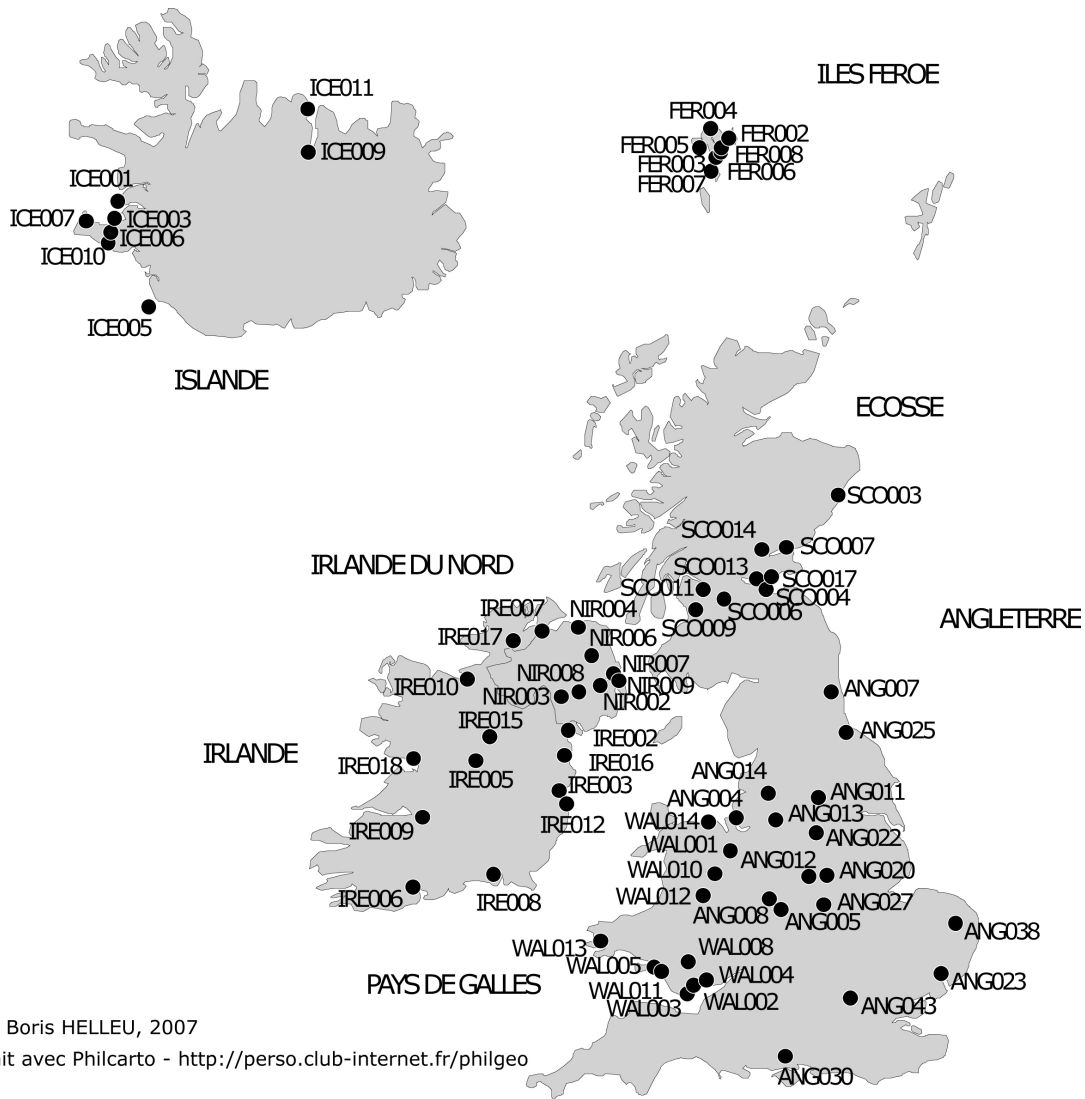 ILES FEROE
ICE011
FER004
FER002
FER005
ICE009
FER008
FER003
FER006
ICE001
FER007
ICE007
ICE003
ICE006
ICE010
ICE005
ISLANDE
ECOSSE
SCO003
SCO014
SCO007
IRLANDE DU NORD
SCO013
SCO017
SCO011
SCO004
IRE007
NIR004
SCO006
ANGLETERRE
SCO009
IRE017
NIR006
NIR007
NIR008
IRE010
NIR009
ANG007
NIR003
NIR002
IRE015
ANG025
IRE002
IRLANDE
IRE018
IRE016
IRE005
ANG014
IRE003
ANG011
ANG004
ANG013
WAL014
IRE012
IRE009
ANG022
WAL001
ANG012
WAL010
ANG020
WAL012
IRE006
IRE008
ANG027
ANG008
ANG005
ANG038
WAL013
WAL008
WAL005
PAYS DE GALLES
WAL004
ANG023
WAL011
WAL003
WAL002
ANG043
Boris HELLEU, 2007
it avec Philcarto - http://perso.club-internet.fr/philgeo
ANG030